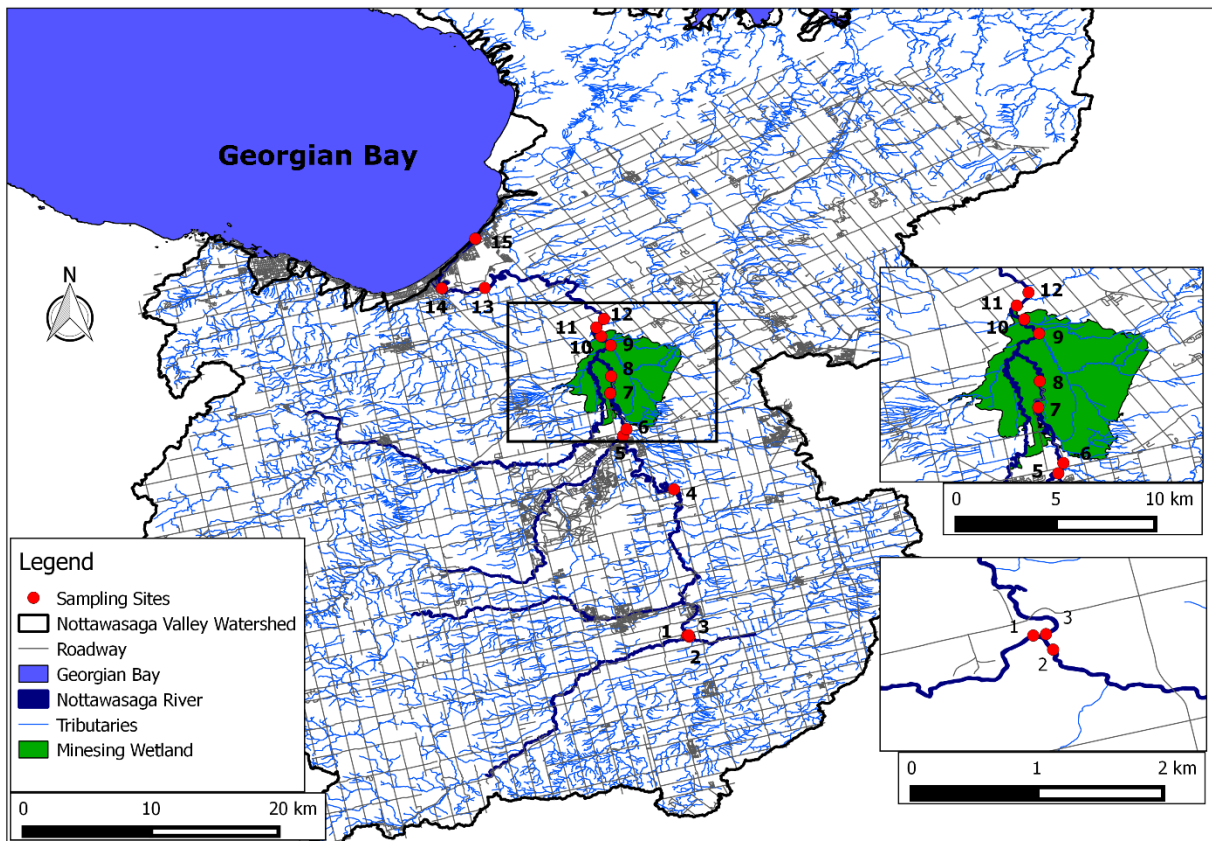 Georgian Bay
N
15
14
13
12
11
10
9
8
7
6
5
4
3
1
2
12
11
10
9
8
7
6
5
0 5 10 km
1
3
2
0 1 2 km
Legend
Sampling Sites
Nottawasaga Valley Watershed
Roadway
Georgian Bay
Nottawasaga River
Tributaries
Minesing Wetland
0 10 20 km